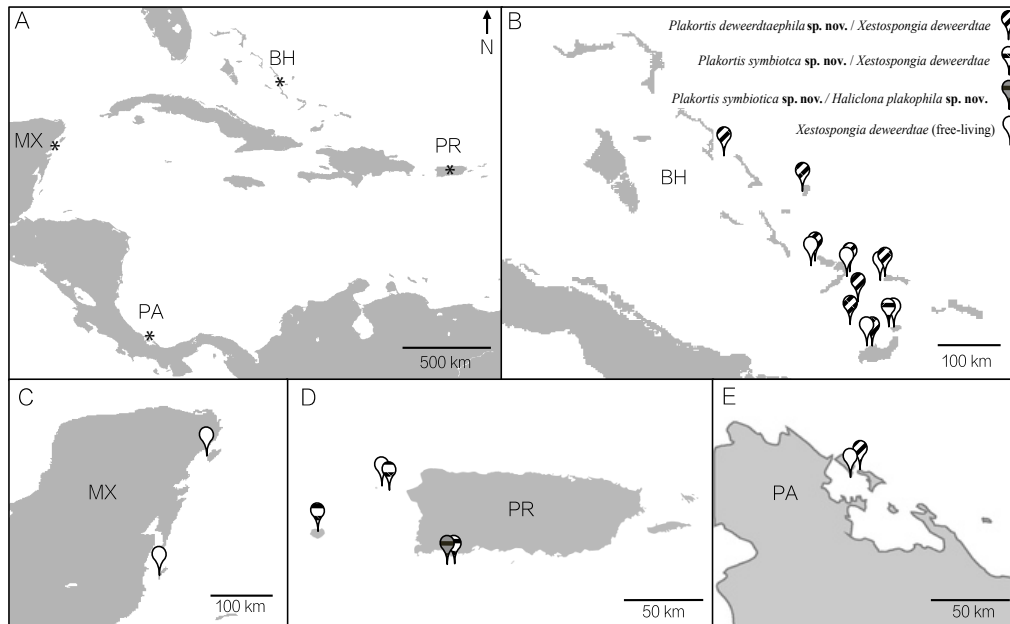 A
N
BH
*
MX *
PR
*
PA
*
500 km
B
Plakortis deweerdtaephila sp. nov. / Xestospongia deweerdtae
Plakortis symbiotca sp. nov. / Xestospongia deweerdtae
Plakortis symbiotica sp. nov. / Haliclona plakophila sp. nov.
Xestospongia deweerdtae (free-living)
BH
100 km
C
MX
100 km
D
PR
50 km
E
PA
50 km